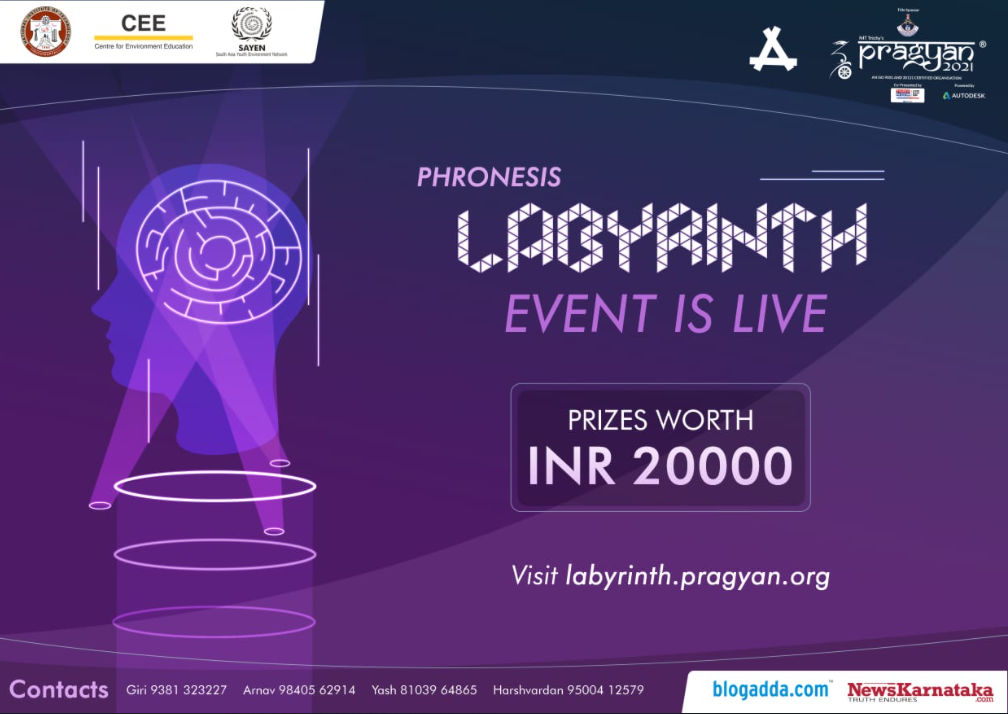 CEE
Centre for Environment Education
SAYEN
South Asia Youth Environment Network
Title Sponsor
NIT Trichy's
pragyan®
2021
AN ISO 9001 AND 20121 CERTIFIED ORGANISATION
Co-Presented by
Powered by
AUTODESK
PHRONESIS
LABYRINTH
EVENT IS LIVE
PRIZES WORTH
INR 20000
Visit labyrinth.pragyan.org
Contacts Giri 9381 323227 Arnav 98405 62914 Yash 81039 64865 Harshvardan 95004 12579
blogadda.com™
NewsKarnataka
TRUTH ENDURES .com